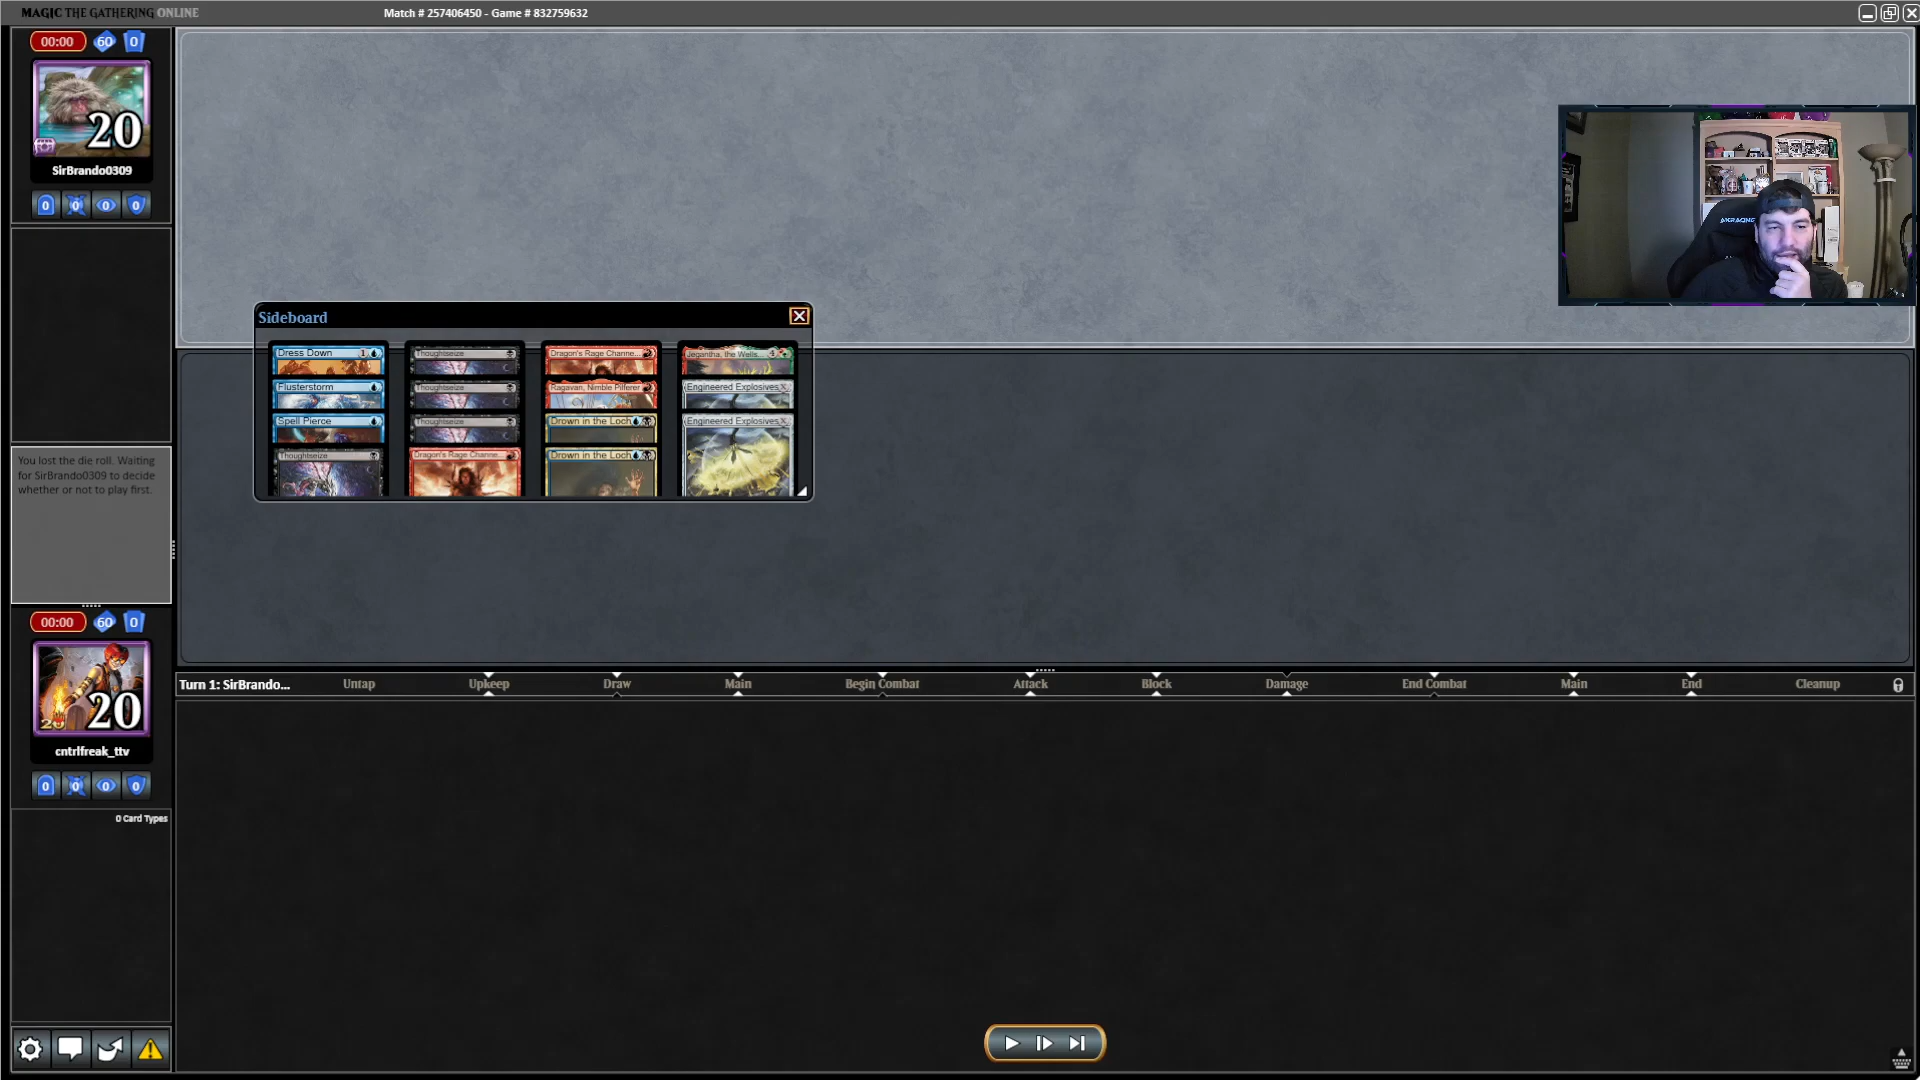 MAGIC THE GATHERING ONLINE
Match # 257406450 - Game # 832759632
00:00 60 0
20
SirBrando0309
0 0 0 0
Sideboard
Dress Down 1
Flusterstorm
Spell Pierce
Thoughtseize
Thoughtseize
Thoughtseize
Thoughtseize
Dragon's Rage Channe...
Dragon's Rage Channe...
Ragavan, Nimble Pilferer
Drown in the Loch
Drown in the Loch
Jegantha, the Wells... 4
Engineered Explosives X
Engineered Explosives X
AKRACING
You lost the die roll. Waiting
for SirBrando0309 to decide
whether or not to play first.
00:00 60 0
20
cntrlfreak_ttv
0 0 0 0
0 Card Types
Turn 1: SirBrando... Untap Upkeep Draw Main Begin Combat Attack Block Damage End Combat Main End Cleanup